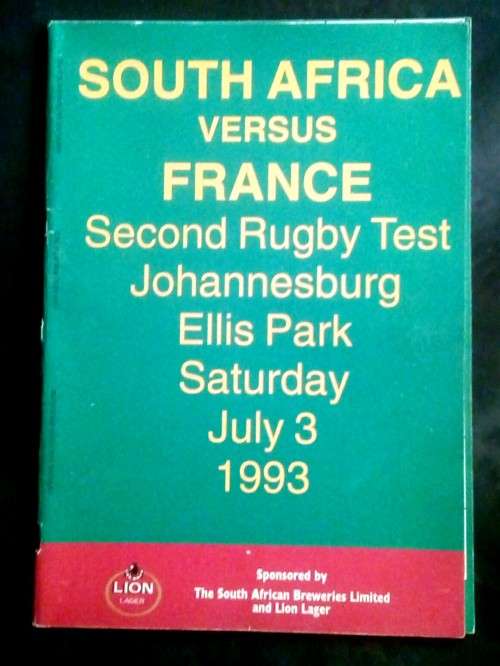 SOUTH AFRICA
VERSUS
FRANCE
Second Rugby Test
Johannesburg
Ellis Park
Saturday
July 3
1993
LION
LAGER
Sponsored by
The South African Breweries Limited
and Lion Lager